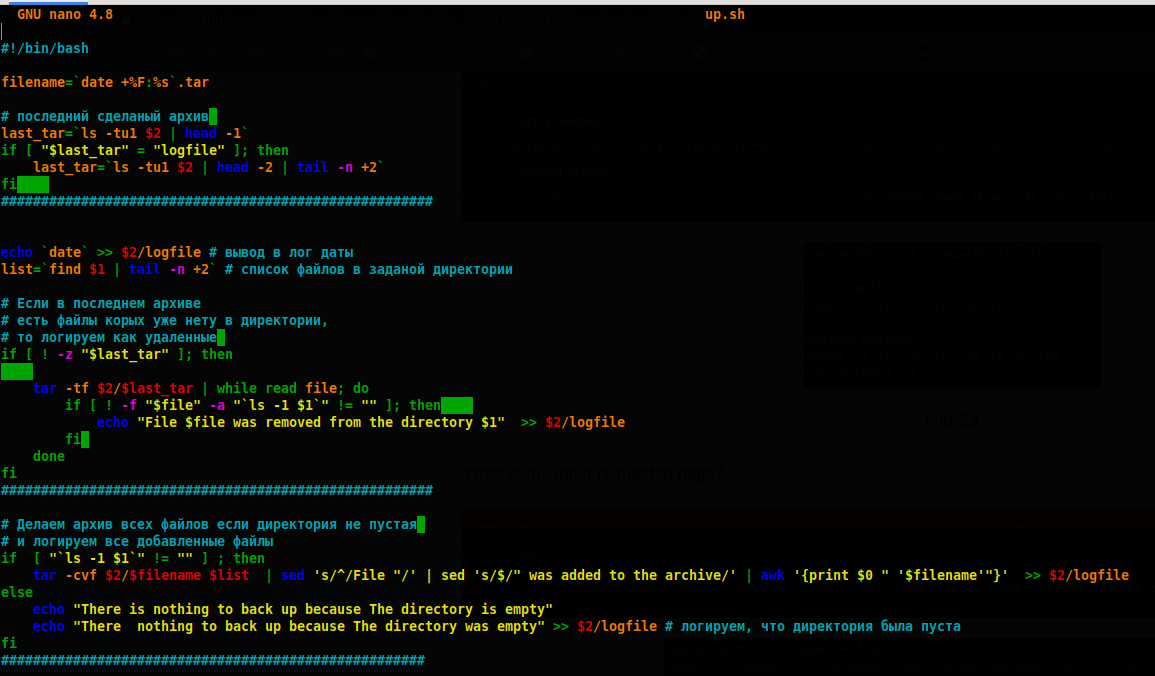 GNU nano 4.8 up.sh
#!/bin/bash
filename=`date +%F:%s`.tar
# последний сделаный архив
last_tar=`ls -tu1 $2 | head -1`
if [ "$last_tar" = "logfile" ]; then
    last_tar=`ls -tu1 $2 | head -2 | tail -n +2`
fi
######################################################
echo `date` >> $2/logfile # вывод в лог даты
list=`find $1 | tail -n +2` # список файлов в заданой директории
# Если в последнем архиве
# есть файлы корых уже нету в директории,
# то логируем как удаленные
if [ ! -z "$last_tar" ]; then
    tar -tf $2/$last_tar | while read file; do
        if [ ! -f "$file" -a "`ls -1 $1`" != "" ]; then
            echo "File $file was removed from the directory $1"  >> $2/logfile
        fi
    done
fi
######################################################
# Делаем архив всех файлов если директория не пустая
# и логируем все добавленные файлы
if  [ "`ls -1 $1`" != "" ] ; then
    tar -cvf $2/$filename $list  | sed 's/^/File "/' | sed 's/$/" was added to the archive/' | awk '{print $0 " '$filename'"}'  >> $2/logfile
else
    echo "There is nothing to back up because The directory is empty"
    echo "There  nothing to back up because The directory was empty" >> $2/logfile # логируем, что директория была пуста
fi
#####################################################
2. What is the most requested page?